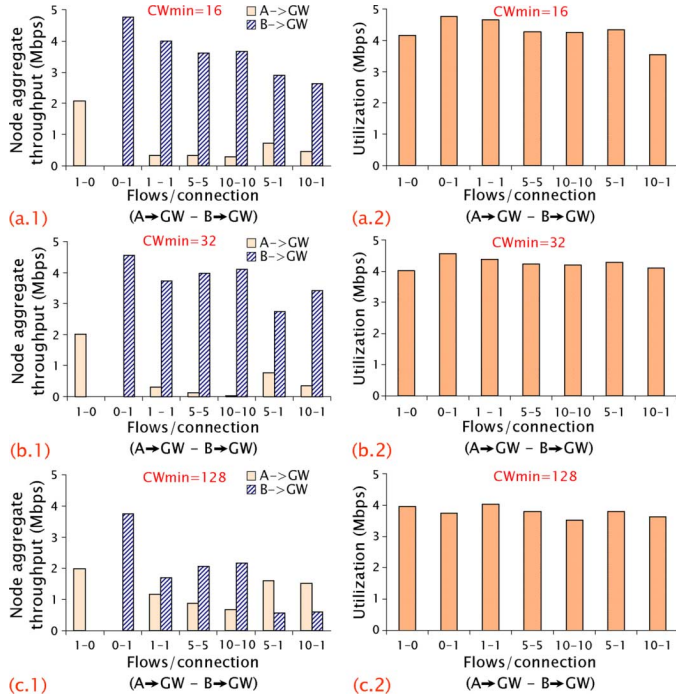 CWmin=16
A->GW
B->GW
Node aggregate
throughput (Mbps)
5
4
3
2
1
0
1-0 0-1 1 - 1 5-5 10-10 5-1 10-1
Flows/connection
(A➔GW - B➔GW)
(a.1)
CWmin=16
Utilization (Mbps)
5
4
3
2
1
0
1-0 0-1 1 - 1 5-5 10-10 5-1 10-1
Flows/connection
(A➔GW - B➔GW)
(a.2)
CWmin=32
A->GW
B->GW
Node aggregate
throughput (Mbps)
5
4
3
2
1
0
1-0 0-1 1 - 1 5-5 10-10 5-1 10-1
Flows/connection
(A➔GW - B➔GW)
(b.1)
CWmin=32
Utilization (Mbps)
5
4
3
2
1
0
1-0 0-1 1 - 1 5-5 10-10 5-1 10-1
Flows/connection
(A➔GW - B➔GW)
(b.2)
CWmin=128
A->GW
B->GW
Node aggregate
throughput (Mbps)
5
4
3
2
1
0
1-0 0-1 1-1 5-5 10-10 5-1 10-1
Flows/connection
(A➔GW - B➔GW)
(c.1)
CWmin=128
Utilization (Mbps)
5
4
3
2
1
0
1-0 0-1 1-1 5-5 10-10 5-1 10-1
Flows/connection
(A➔GW - B➔GW)
(c.2)